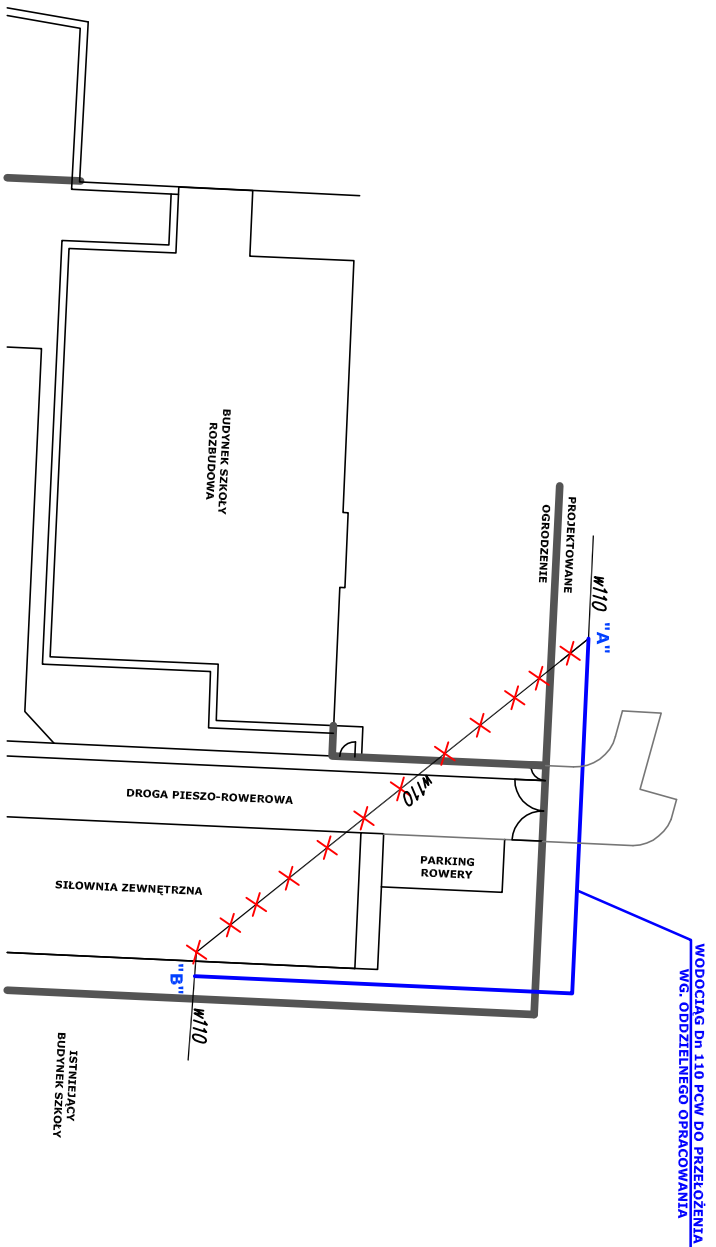 BUDYNEK SZKOŁY
ROZBUDOWA
PROJEKTOWANE
OGRODZENIE
w110
"A"
w110
DROGA PIESZO-ROWEROWA
PARKING
ROWERY
SIŁOWNIA ZEWNĘTRZNA
"B"
w110
WODOCIĄG Dn 110 PCW DO PRZEŁOŻENIA
WG. ODDZIELNEGO OPRACOWANIA
ISTNIEJĄCY
BUDYNEK SZKOŁY